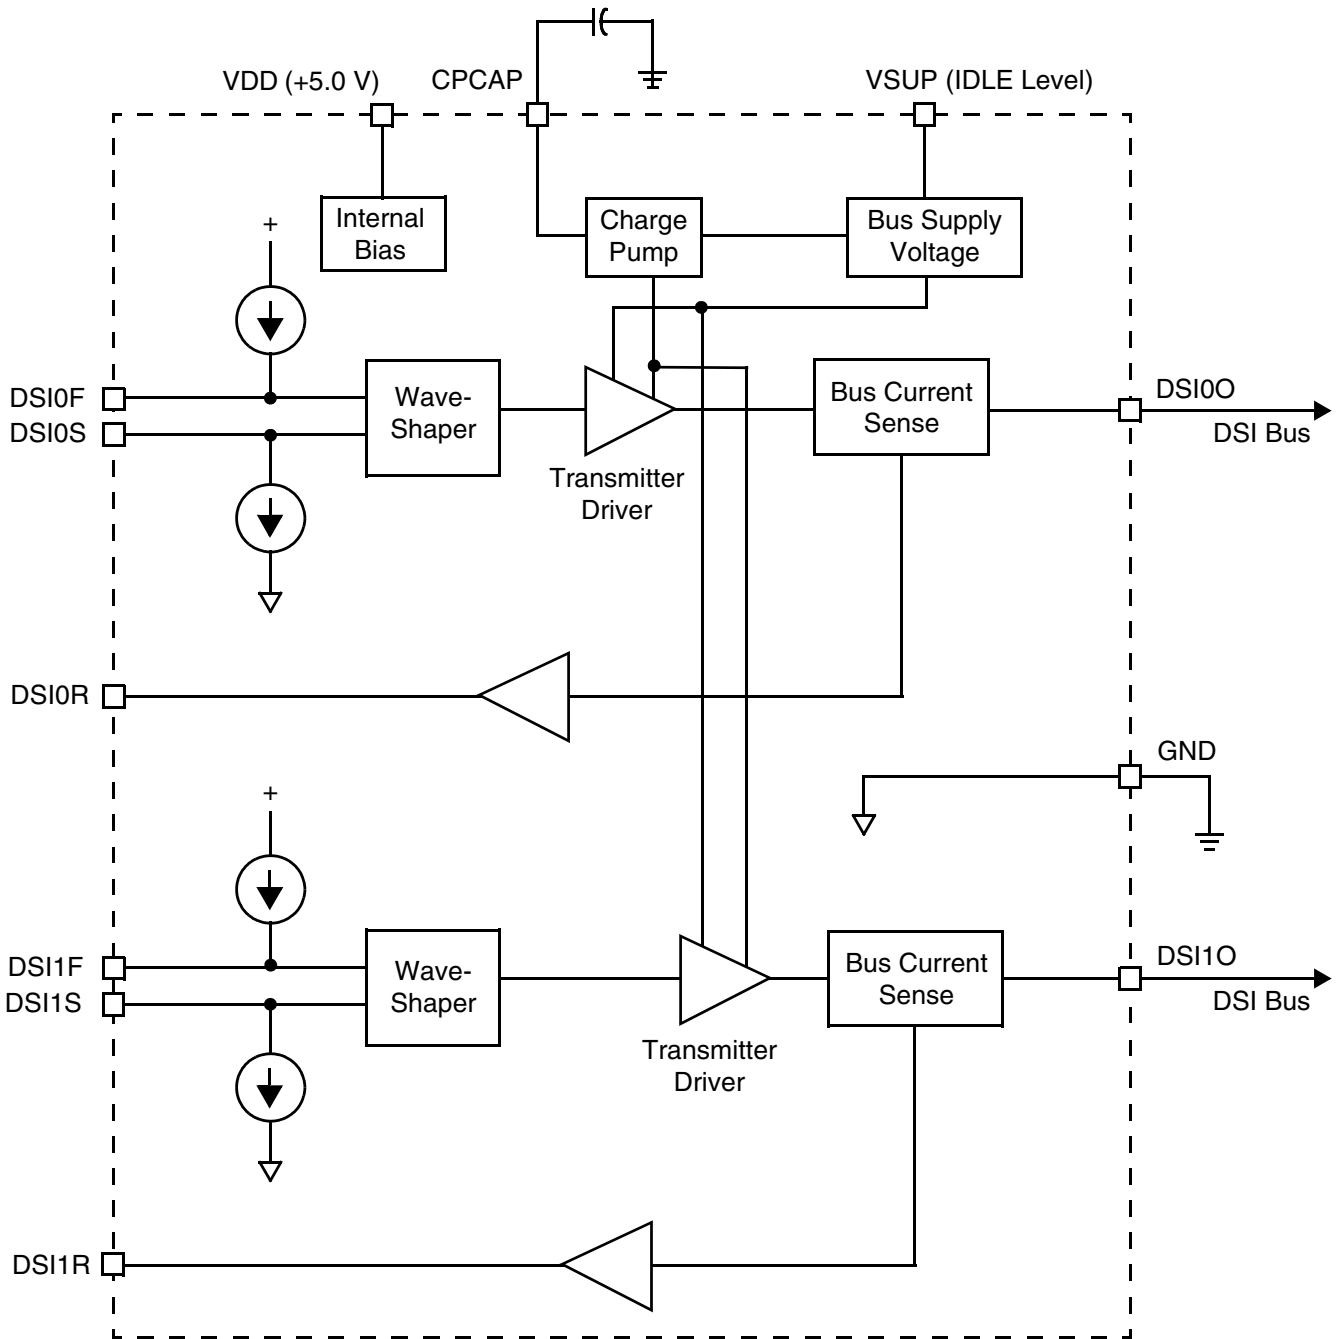 VDD (+5.0 V)
CPCAP
VSUP (IDLE Level)
Internal
Bias
Charge
Pump
Bus Supply
Voltage
+
DSI0F
DSI0S
Wave-
Shaper
Transmitter
Driver
Bus Current
Sense
DSI0O
DSI Bus
DSI0R
GND
+
DSI1F
DSI1S
Wave-
Shaper
Transmitter
Driver
Bus Current
Sense
DSI1O
DSI Bus
DSI1R